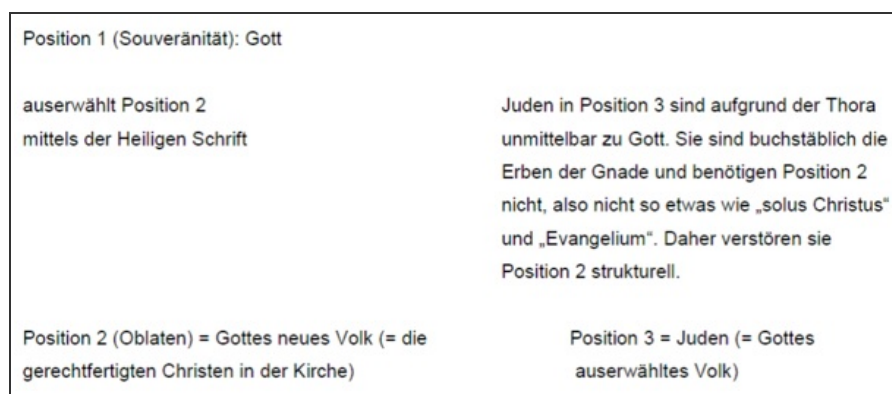 Position 1 (Souveränität): Gott
auserwählt Position 2
mittels der Heiligen Schrift
Juden in Position 3 sind aufgrund der Thora
unmittelbar zu Gott. Sie sind buchstäblich die
Erben der Gnade und benötigen Position 2
nicht, also nicht so etwas wie „solus Christus“
und „Evangelium“. Daher verstören sie
Position 2 strukturell.
Position 2 (Oblaten) = Gottes neues Volk (= die
gerechtfertigten Christen in der Kirche)
Position 3 = Juden (= Gottes
auserwähltes Volk)